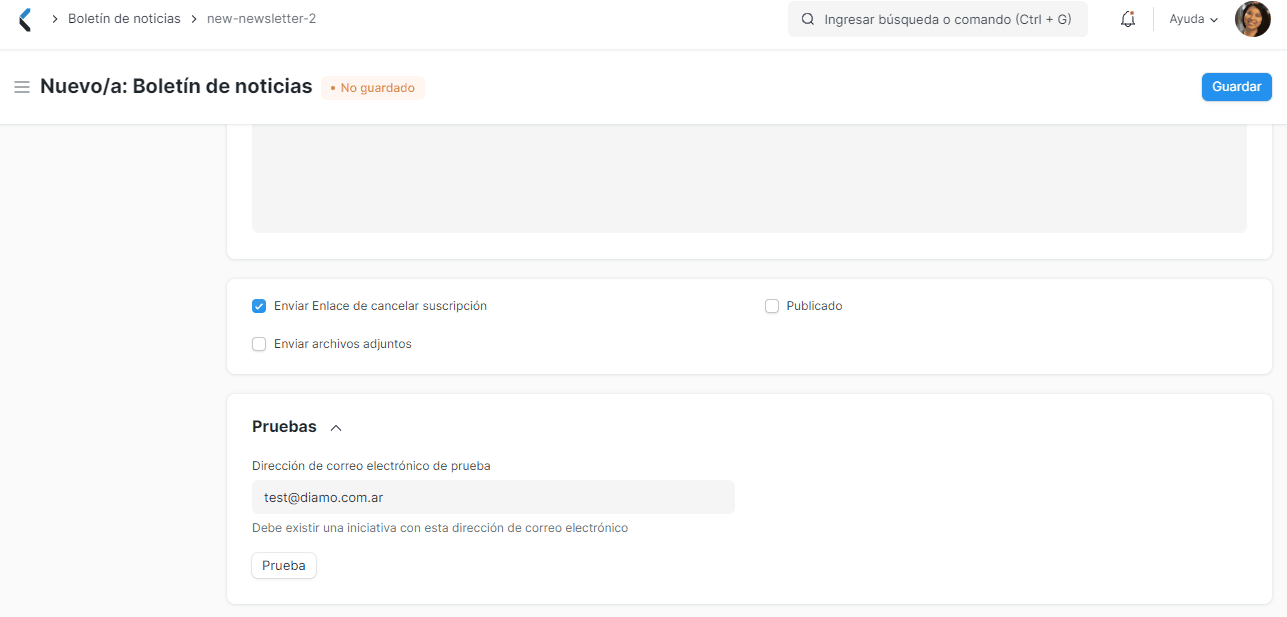 Boletín de noticias new-newsletter-2 Ingresar búsqueda o comando (Ctrl + G) Ayuda
Nuevo/a: Boletín de noticias No guardado Guardar
Enviar Enlace de cancelar suscripción Publicado
Enviar archivos adjuntos
Pruebas
Dirección de correo electrónico de prueba
test@diamo.com.ar
Debe existir una iniciativa con esta dirección de correo electrónico
Prueba